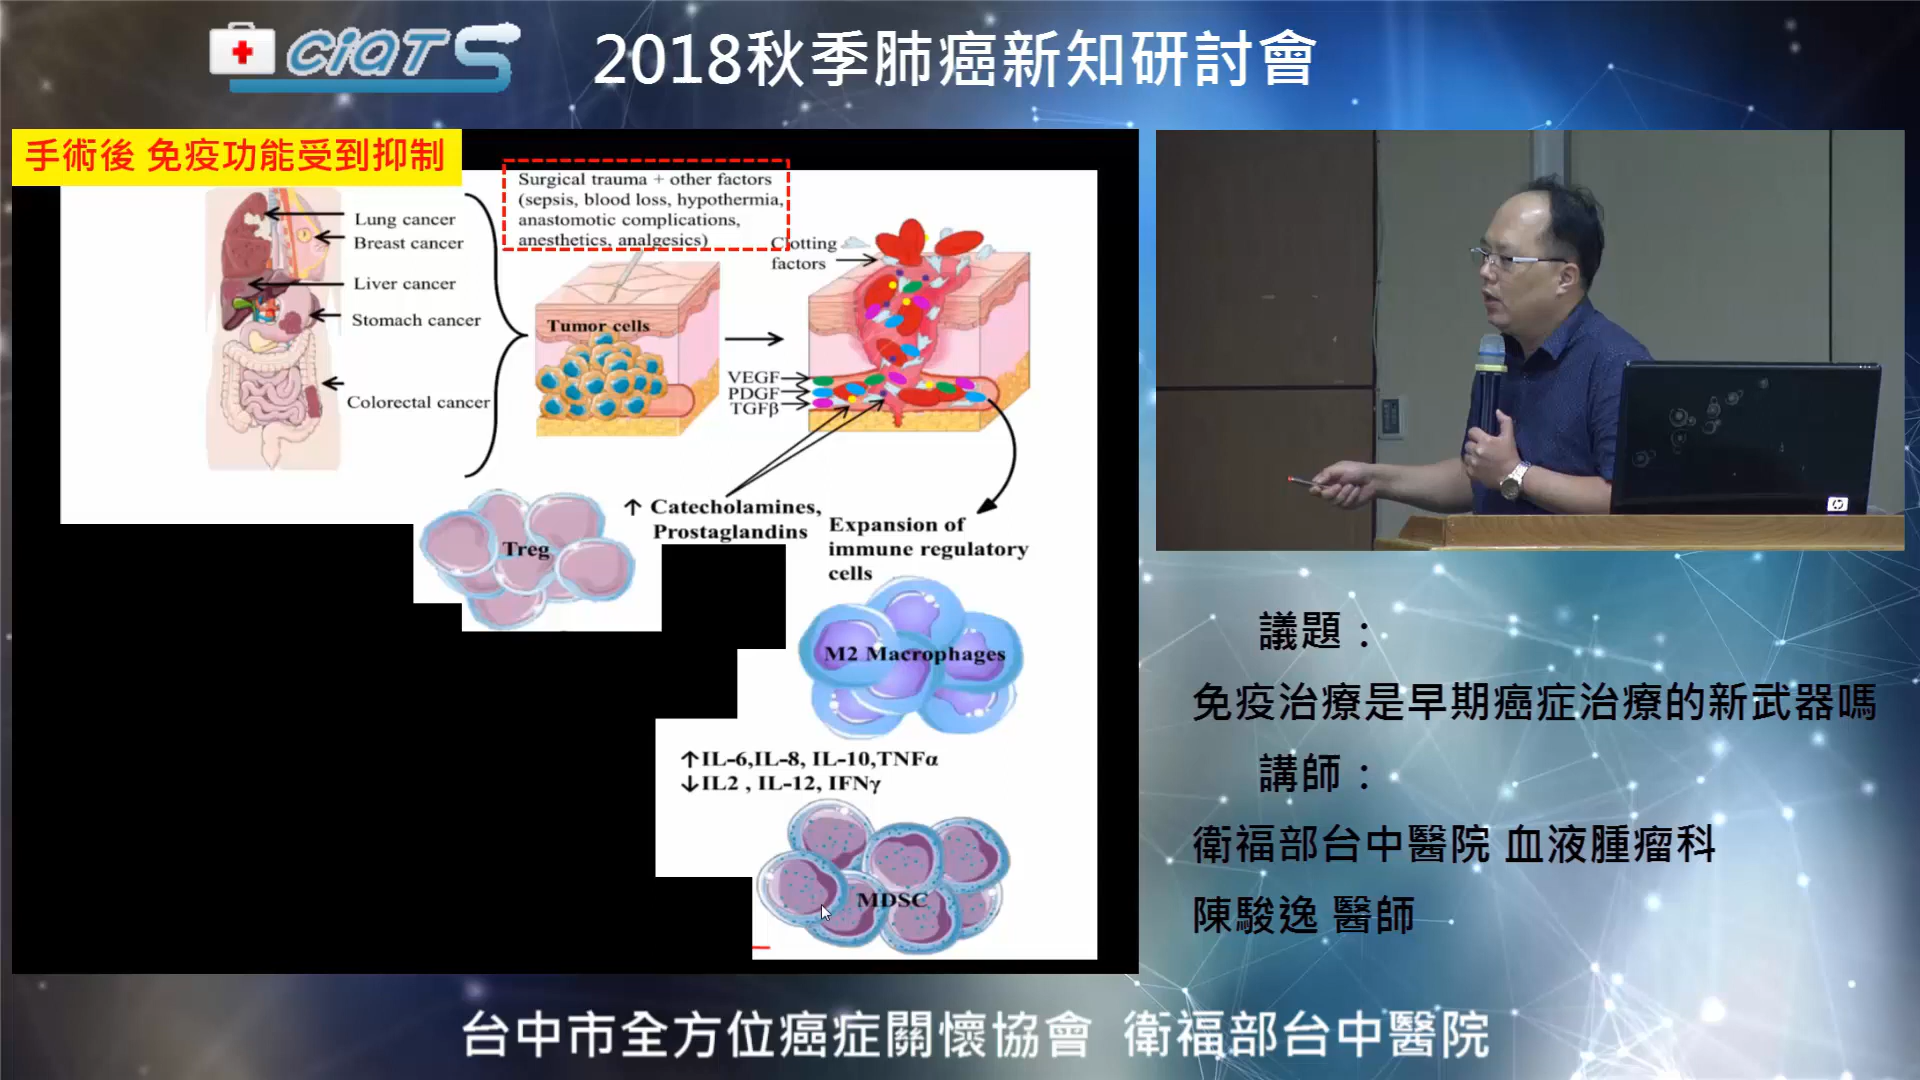 CiQTS
2018秋季肺癌新知研討會
手術後 免疫功能受到抑制
Surgical trauma + other factors
(sepsis, blood loss, hypothermia,
anastomotic complications,
anesthetics, analgesics)
Lung cancer
Breast cancer
Liver cancer
Stomach cancer
Colorectal cancer
Tumor cells
Clotting
factors
VEGF
PDGF
TGFβ
↑ Catecholamines,
Prostaglandins
Treg
Expansion of
immune regulatory
cells
M2 Macrophages
↑IL-6,IL-8, IL-10,TNFα
↓IL2 , IL-12, IFNγ
MDSC
hp
議題：
免疫治療是早期癌症治療的新武器嗎
講師：
衛福部台中醫院 血液腫瘤科
陳駿逸 醫師
台中市全方位癌症關懷協會 衛福部台中醫院